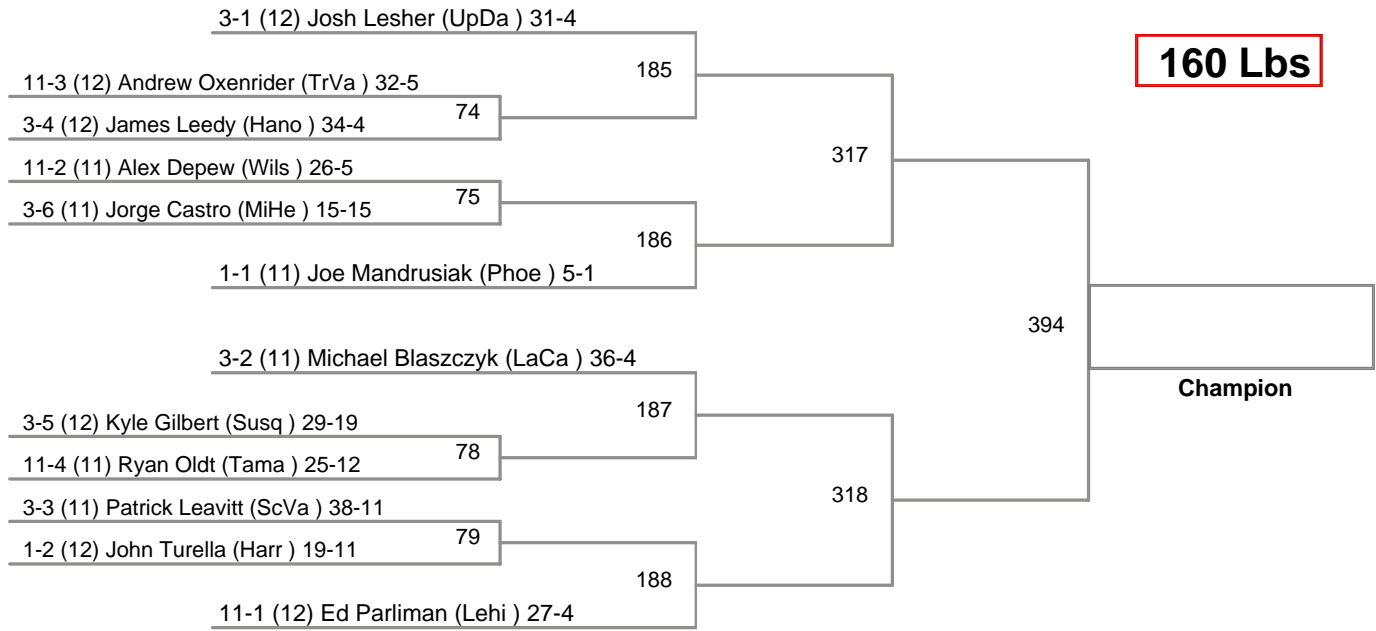 3-1 (12) Josh Lesher (UpDa ) 31-4
160 Lbs
185
11-3 (12) Andrew Oxenrider (TrVa ) 32-5
74
3-4 (12) James Leedy (Hano ) 34-4
317
11-2 (11) Alex Depew (Wils ) 26-5
75
3-6 (11) Jorge Castro (MiHe ) 15-15
186
1-1 (11) Joe Mandrusiak (Phoe ) 5-1
394
3-2 (11) Michael Blaszczyk (LaCa ) 36-4
Champion
187
3-5 (12) Kyle Gilbert (Susq ) 29-19
78
11-4 (11) Ryan Oldt (Tama ) 25-12
318
3-3 (11) Patrick Leavitt (ScVa ) 38-11
79
1-2 (12) John Turella (Harr ) 19-11
188
11-1 (12) Ed Parliman (Lehi ) 27-4